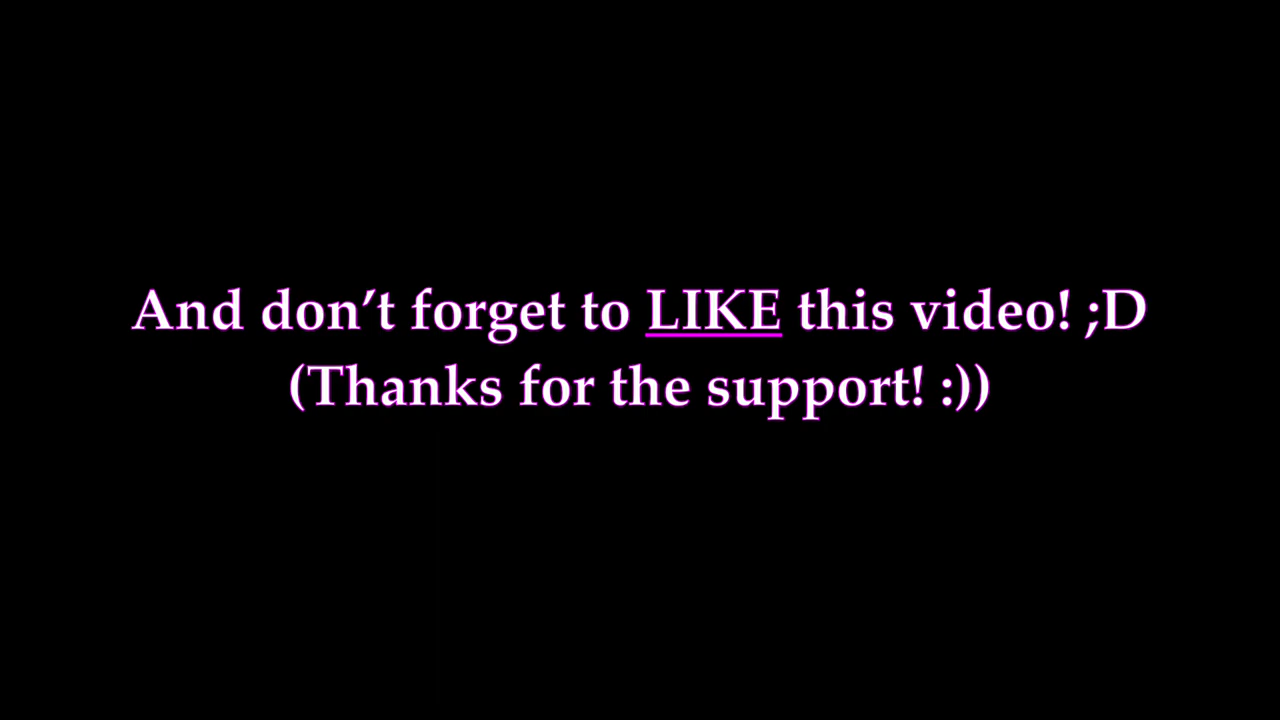 And don’t forget to LIKE this video! ;D
(Thanks for the support! :))